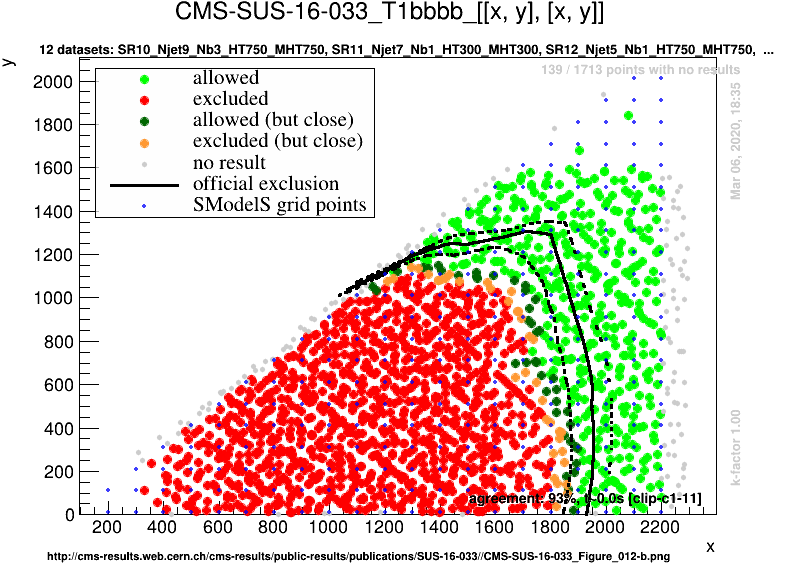 CMS-SUS-16-033_T1bbbb_[[x, y], [x, y]]
12 datasets: SR10_Njet9_Nb3_HT750_MHT750, SR11_Njet7_Nb1_HT300_MHT300, SR12_Njet5_Nb1_HT750_MHT750, ...
y
139 / 1713 points with no results
allowed
excluded
allowed (but close)
excluded (but close)
no result
official exclusion
SModelS grid points
Mar 06, 2020, 18:35
k-factor 1.00
2000
1800
1600
1400
1200
1000
800
600
400
200
0
agreement: 93%, t~0.0s [clip-c1-11]
200 400 600 800 1000 1200 1400 1600 1800 2000 2200
x
http://cms-results.web.cern.ch/cms-results/public-results/publications/SUS-16-033//CMS-SUS-16-033_Figure_012-b.png